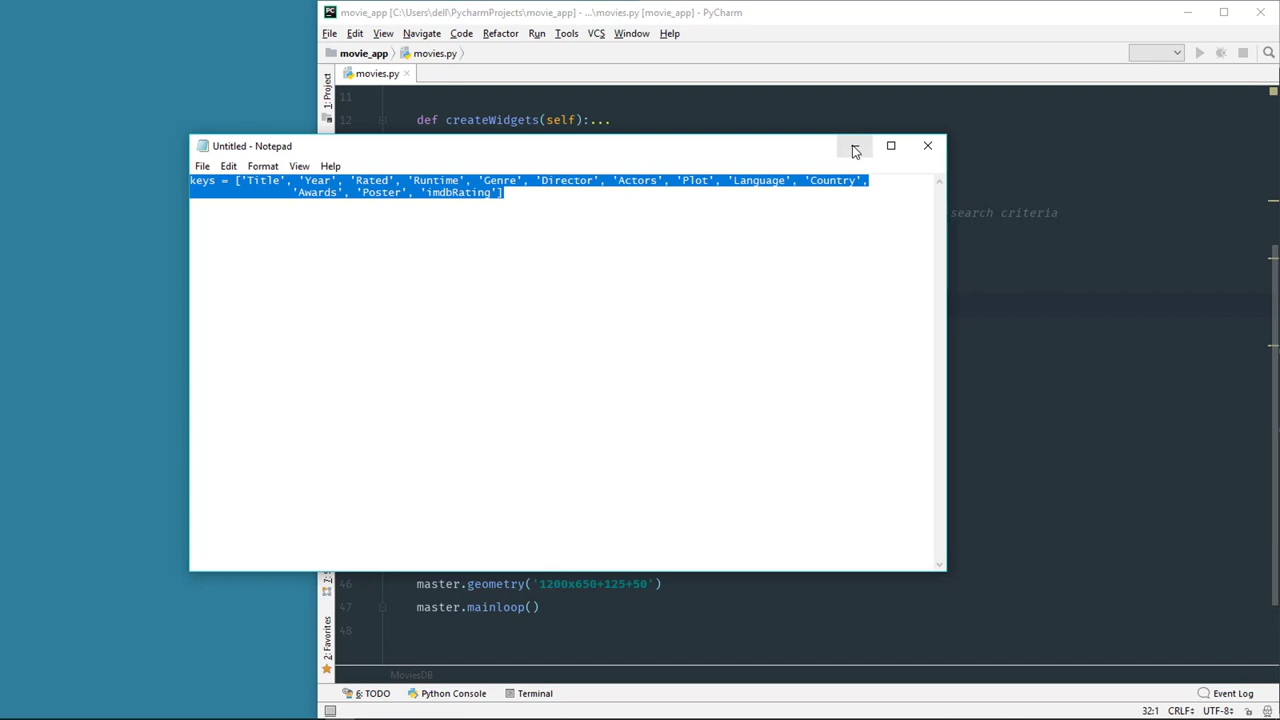 movie_app [C:\Users\dell\PycharmProjects\movie_app] - ...\movies.py [movie_app] - PyCharm
File Edit View Navigate Code Refactor Run Tools VCS Window Help
movie_app movies.py
movies.py
1: Project
11
12 def createWidgets(self):...
Untitled - Notepad
File Edit Format View Help
keys = ['Title', 'Year', 'Rated', 'Runtime', 'Genre', 'Director', 'Actors', 'Plot', 'Language', 'Country',
'Awards', 'Poster', 'imdbRating']
search criteria
46 master.geometry('1200x650+125+50')
47 master.mainloop()
48
2: Favorites
MoviesDB
6: TODO Python Console Terminal Event Log
32:1 CRLF UTF-8